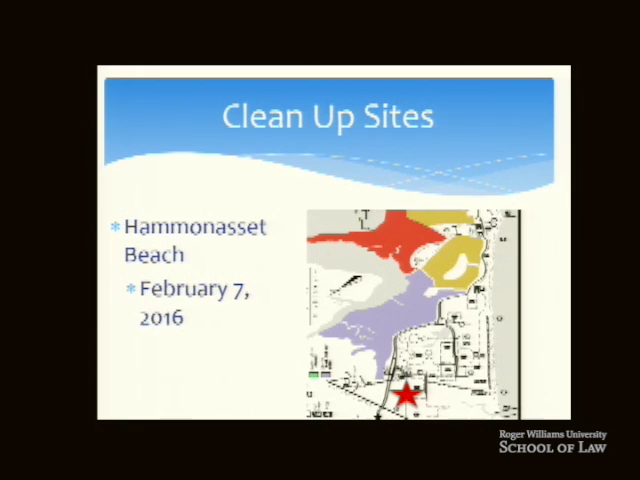 Clean Up Sites
Hammonasset
Beach
February 7,
2016
Roger Williams University
SCHOOL OF LAW